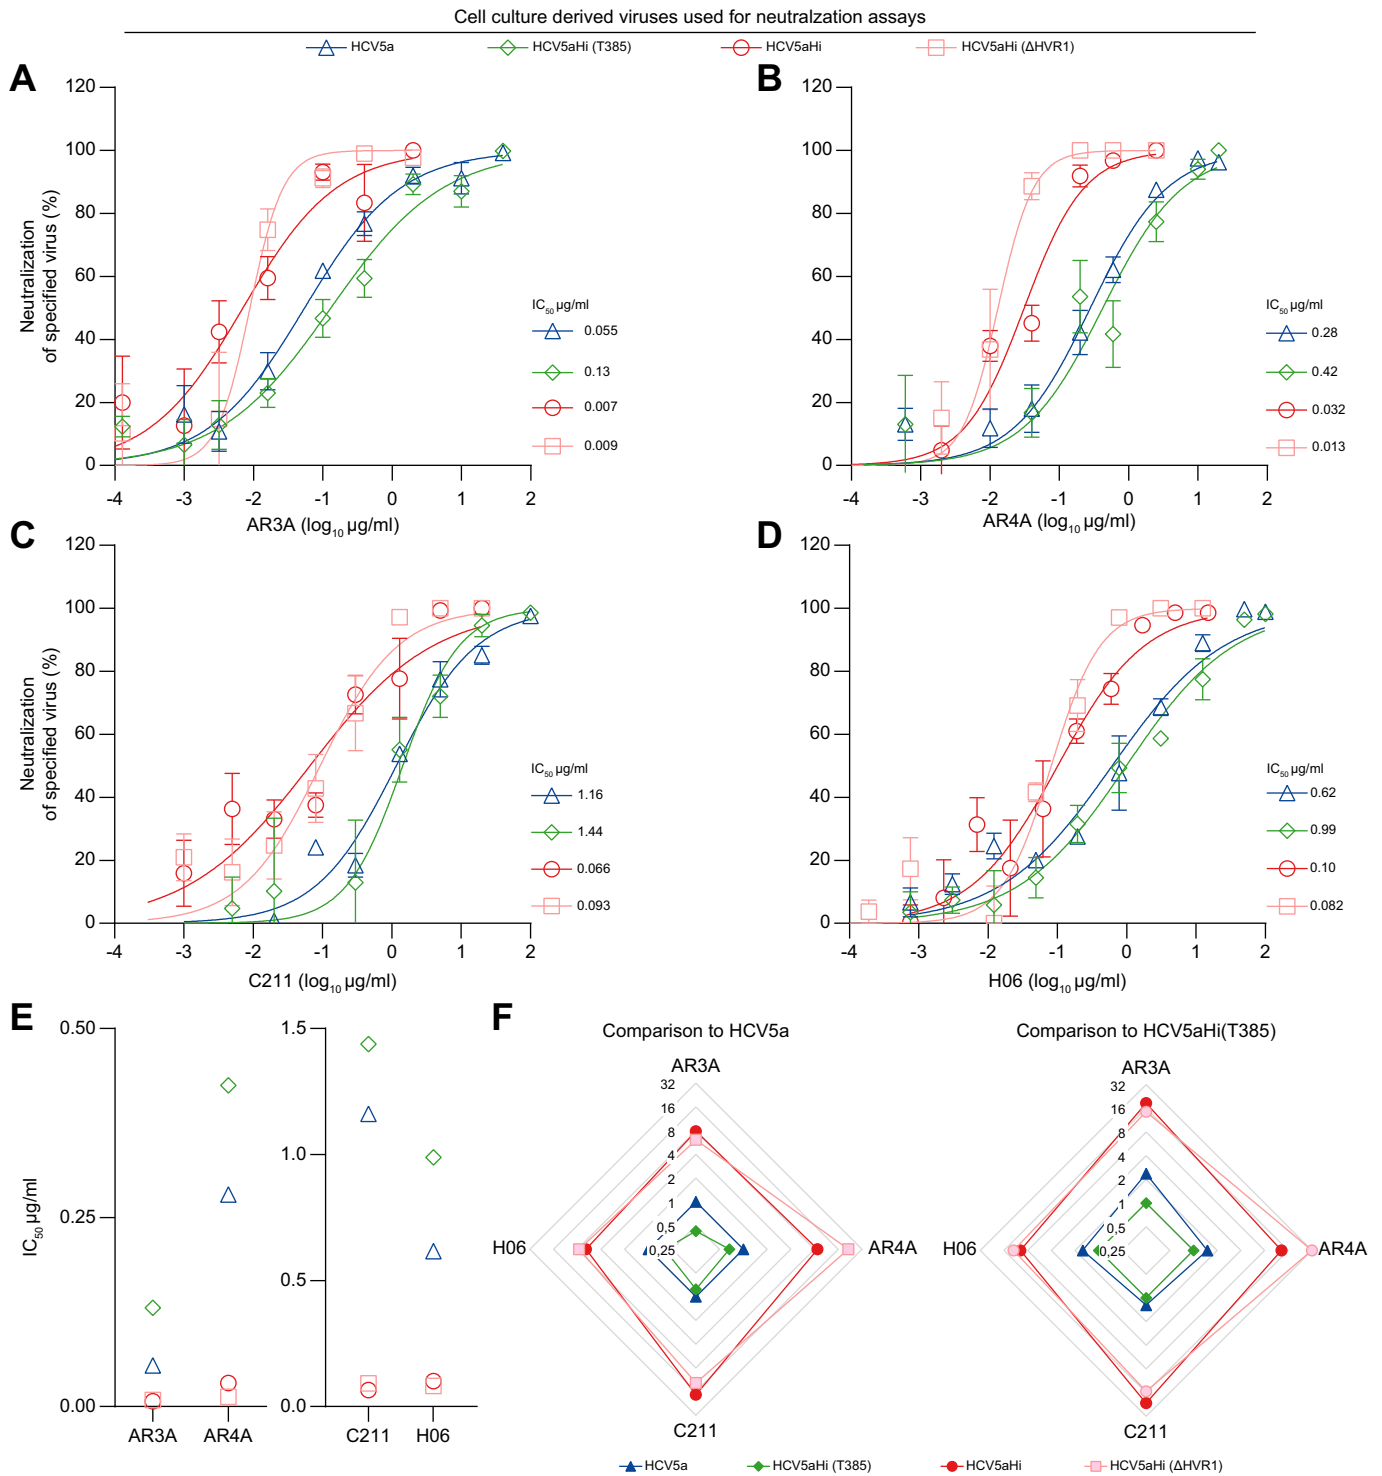 Cell culture derived viruses used for neutralzation assays
HCV5a HCV5aHi (T385) HCV5aHi HCV5aHi (ΔHVR1)
A
120
100
80
60
40
20
0
Neutralization
of specified virus (%)
-4 -3 -2 -1 0 1 2
AR3A (log10 µg/ml)
IC50 µg/ml
0.055
0.13
0.007
0.009
B
120
100
80
60
40
20
0
-4 -3 -2 -1 0 1 2
AR4A (log10 µg/ml)
IC50 µg/ml
0.28
0.42
0.032
0.013
C
120
100
80
60
40
20
0
Neutralization
of specified virus (%)
-4 -3 -2 -1 0 1 2
C211 (log10 µg/ml)
IC50 µg/ml
1.16
1.44
0.066
0.093
D
120
100
80
60
40
20
0
-4 -3 -2 -1 0 1 2
H06 (log10 µg/ml)
IC50 µg/ml
0.62
0.99
0.10
0.082
E
IC50 µg/ml
0.50
0.25
0.00
AR3A AR4A
1.5
1.0
0.5
0.0
C211 H06
F
Comparison to HCV5a
AR3A
32
16
8
4
2
1
0,5
0,25
H06
AR4A
C211
Comparison to HCV5aHi(T385)
AR3A
32
16
8
4
2
1
0,5
0,25
H06
AR4A
C211
HCV5a HCV5aHi (T385) HCV5aHi HCV5aHi (ΔHVR1)